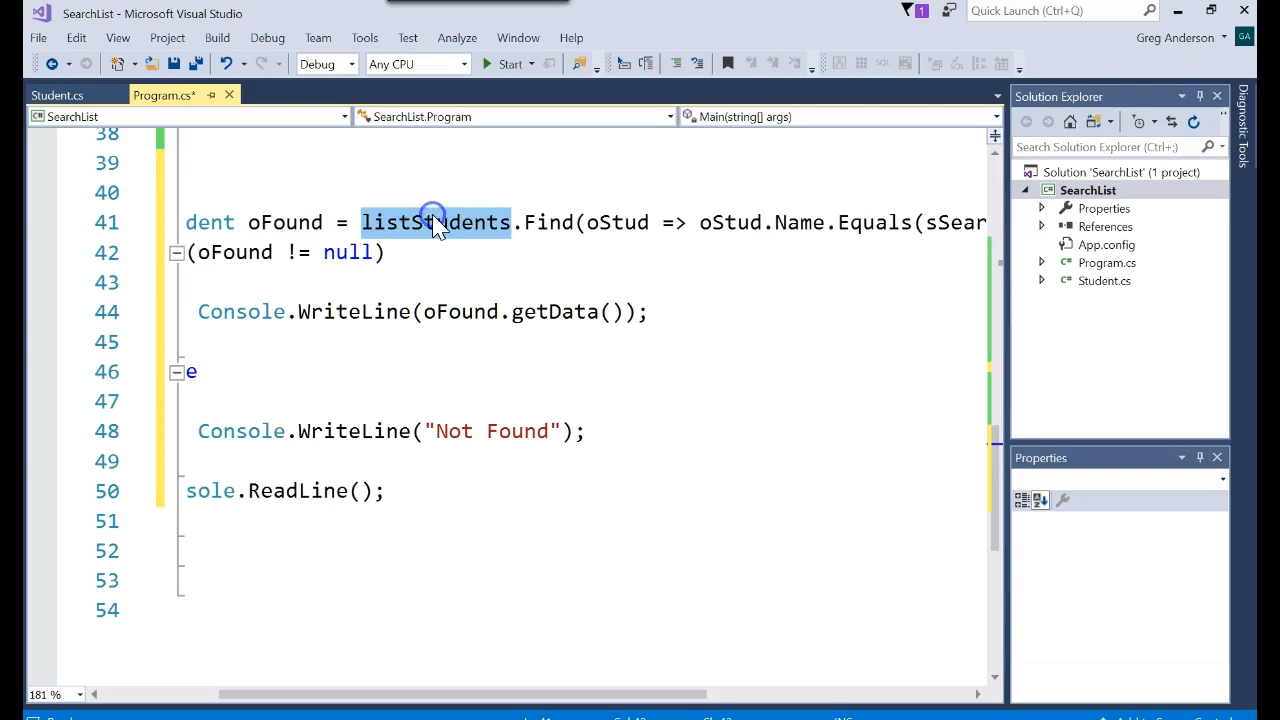 SearchList - Microsoft Visual Studio
1
Quick Launch (Ctrl+Q)
File Edit View Project Build Debug Team Tools Test Analyze Window Help
Greg Anderson
GA
Debug Any CPU Start
Student.cs Program.cs*
SearchList SearchList.Program Main(string[] args)
38
39
40
41 dent oFound = listStudents.Find(oStud => oStud.Name.Equals(sSear
42 (oFound != null)
43
44 Console.WriteLine(oFound.getData());
45
46 e
47
48 Console.WriteLine("Not Found");
49
50 sole.ReadLine();
51
52
53
54
181 %
Solution Explorer
Search Solution Explorer (Ctrl+;)
Solution 'SearchList' (1 project)
SearchList
Properties
References
App.config
Program.cs
Student.cs
Properties
Diagnostic Tools